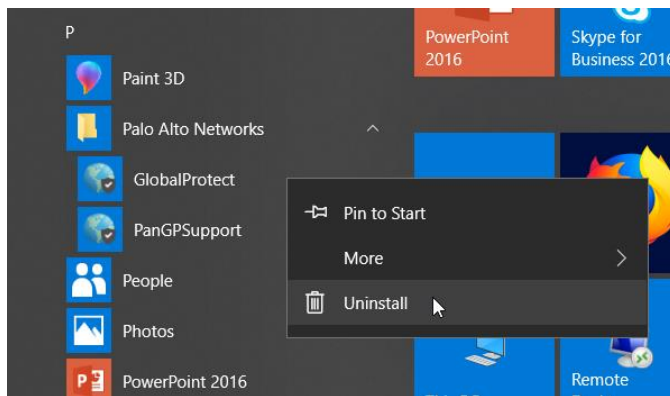 P
Paint 3D
Palo Alto Networks
GlobalProtect
PanGPSupport
People
Photos
PowerPoint 2016
Pin to Start
More
Uninstall
PowerPoint
2016
Skype for
Business 2016
Remote